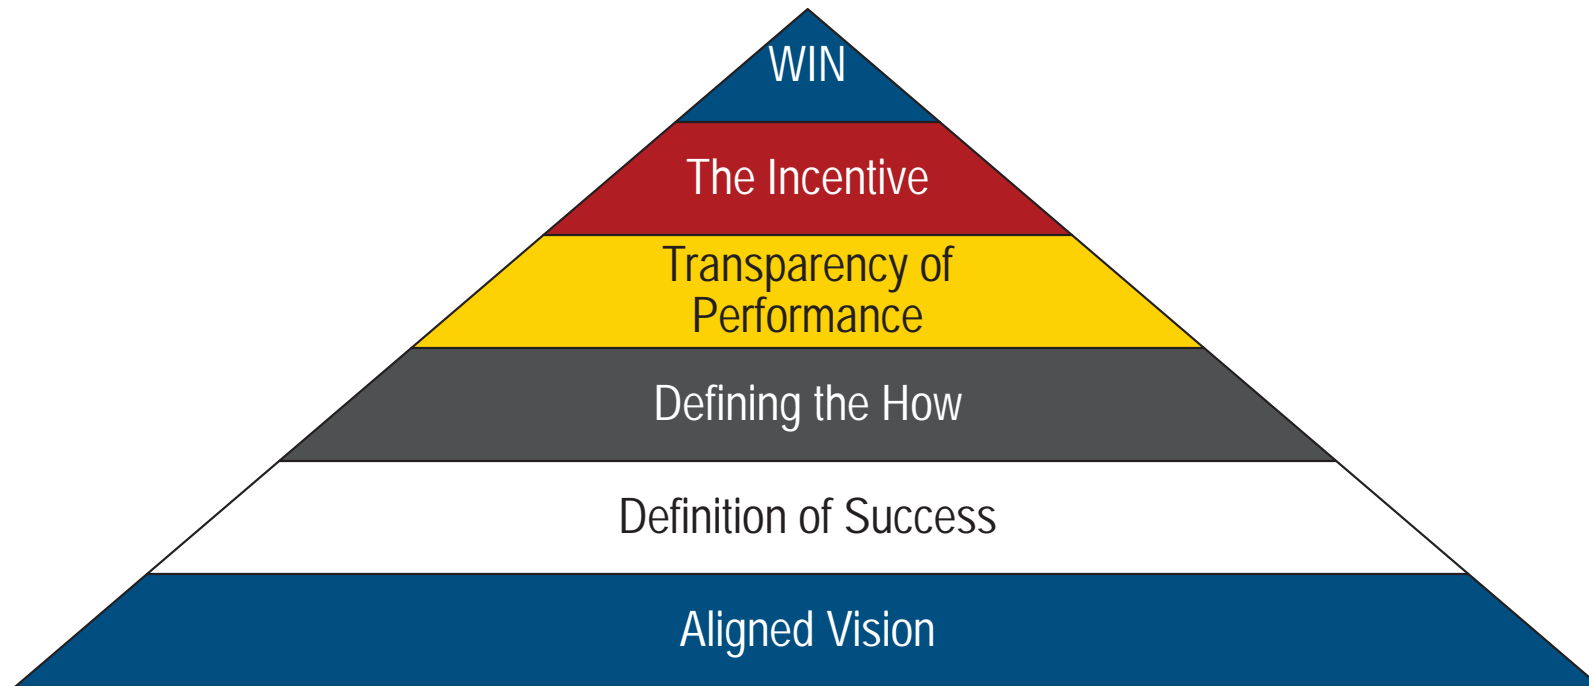 WIN
The Incentive
Transparency of
Performance
Defining the How
Definition of Success
Aligned Vision